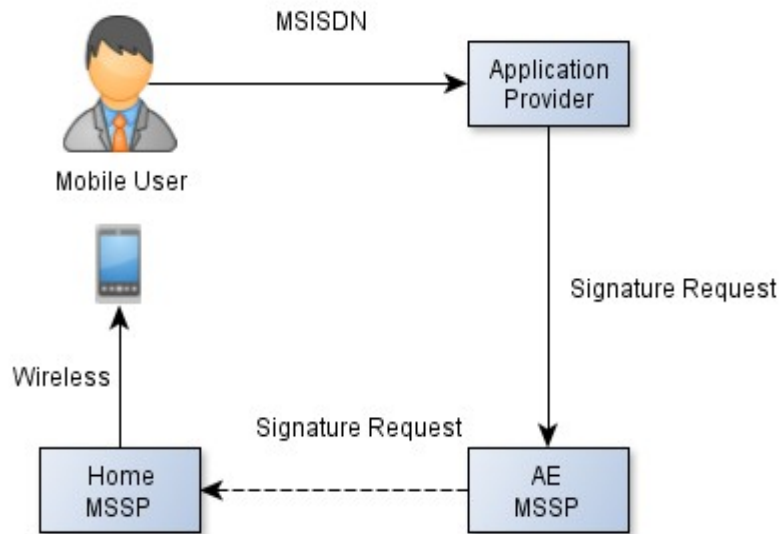 MSISDN
Application
Provider
Mobile User
Signature Request
Wireless
Signature Request
Home
MSSP
AE
MSSP